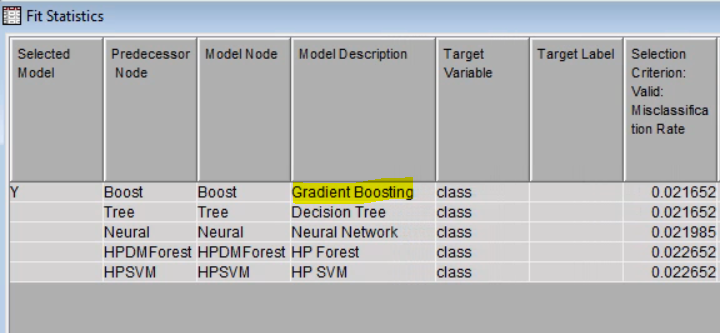 Fit Statistics
Selected Model
Predecessor Node
Model Node
Model Description
Target Variable
Target Label
Selection Criterion: Valid: Misclassifica tion Rate
Y Boost Boost Gradient Boosting class 0.021652
Tree Tree Decision Tree class 0.021652
Neural Neural Neural Network class 0.021985
HPDMForest HPDMForest HP Forest class 0.022652
HPSVM HPSVM HP SVM class 0.022652